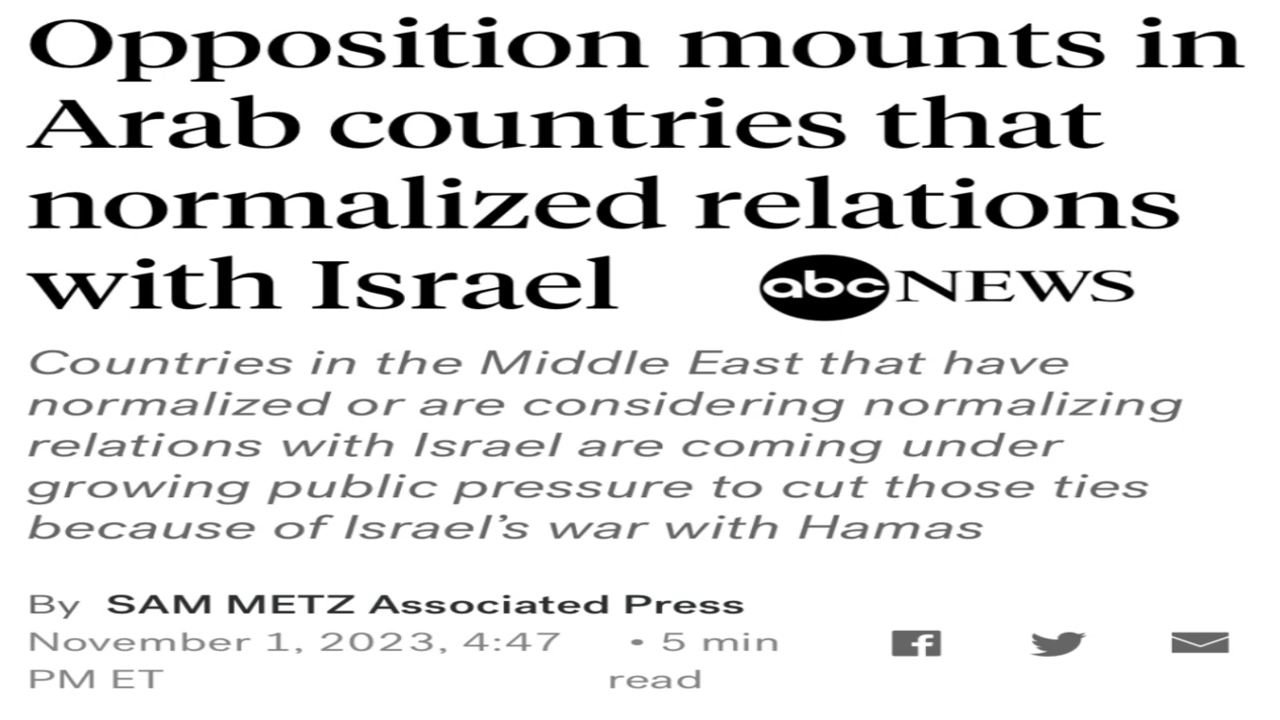 Opposition mounts in
Arab countries that
normalized relations
with Israel
abc NEWS
Countries in the Middle East that have
normalized or are considering normalizing
relations with Israel are coming under
growing public pressure to cut those ties
because of Israel’s war with Hamas
By SAM METZ Associated Press
November 1, 2023, 4:47 • 5 min
PM ET read